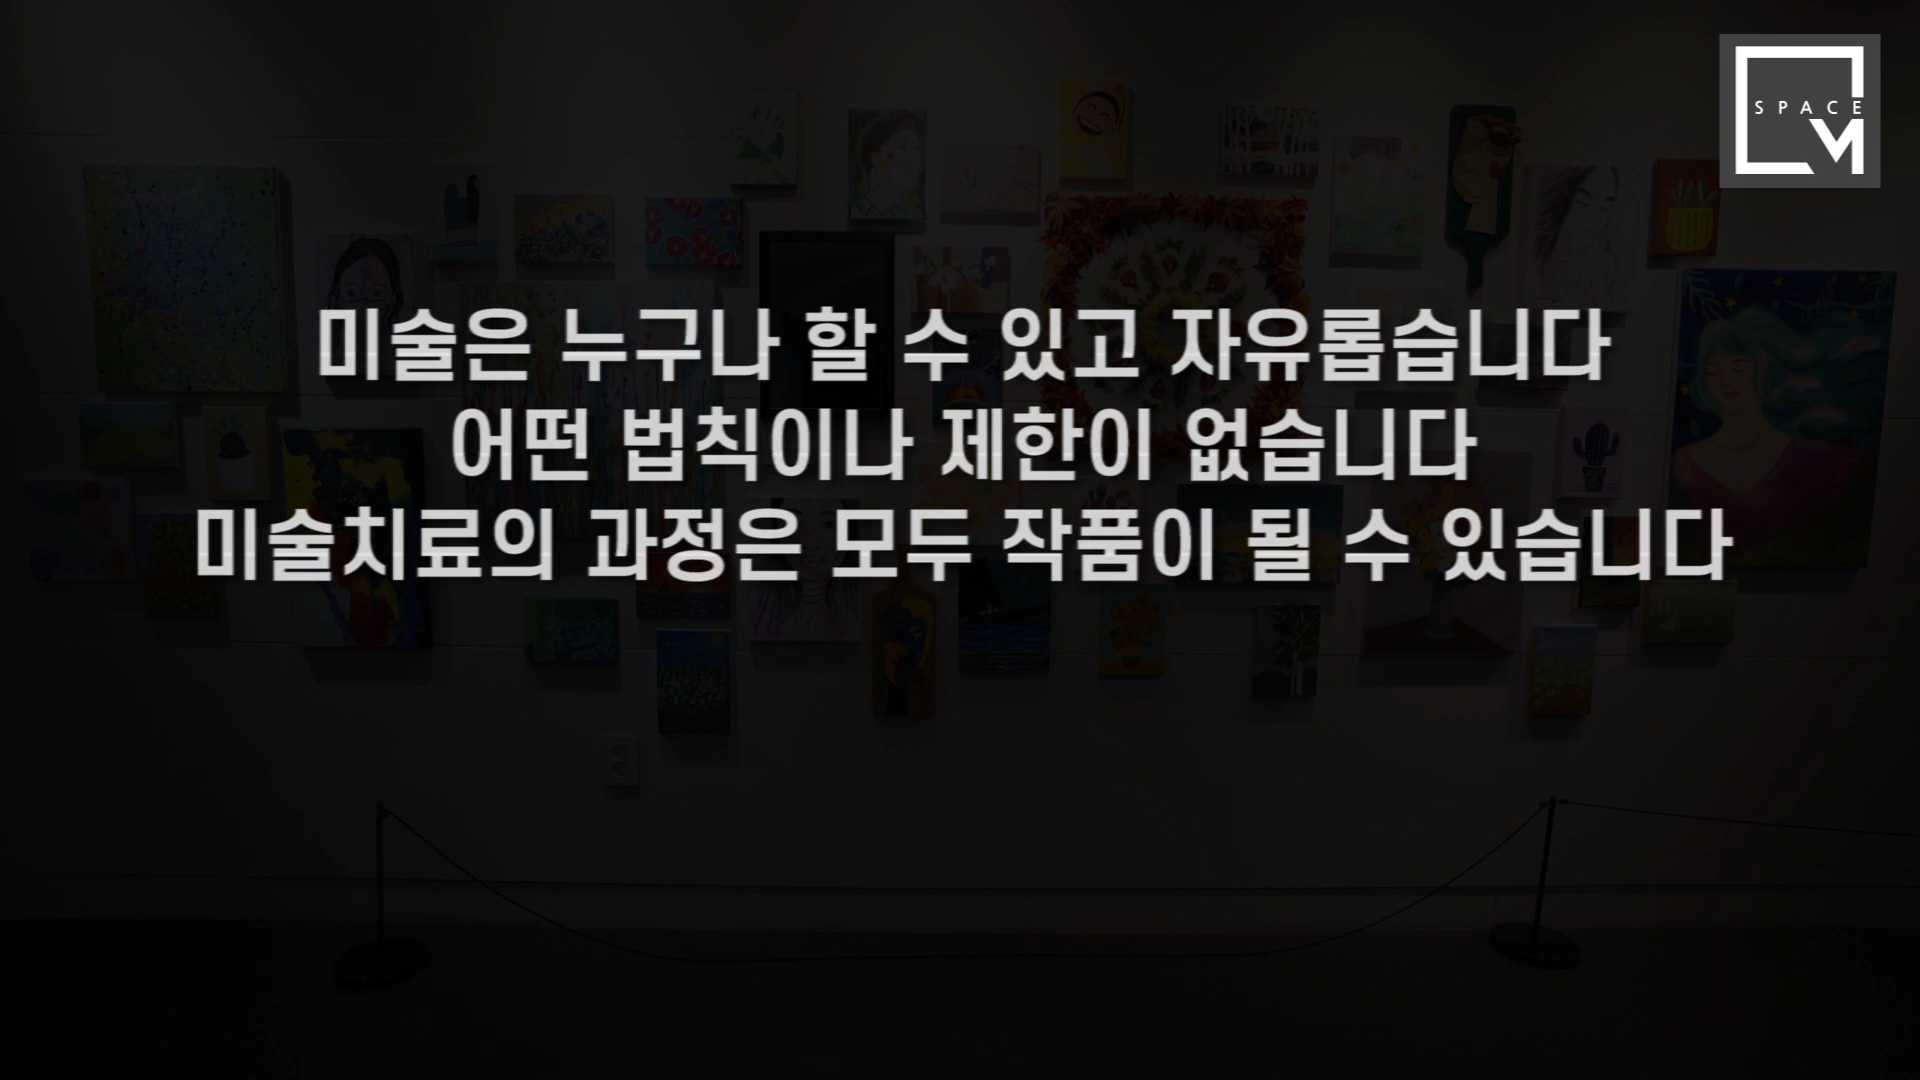 SPACE
M
미술은 누구나 할 수 있고 자유롭습니다
어떤 법칙이나 제한이 없습니다
미술치료의 과정은 모두 작품이 될 수 있습니다